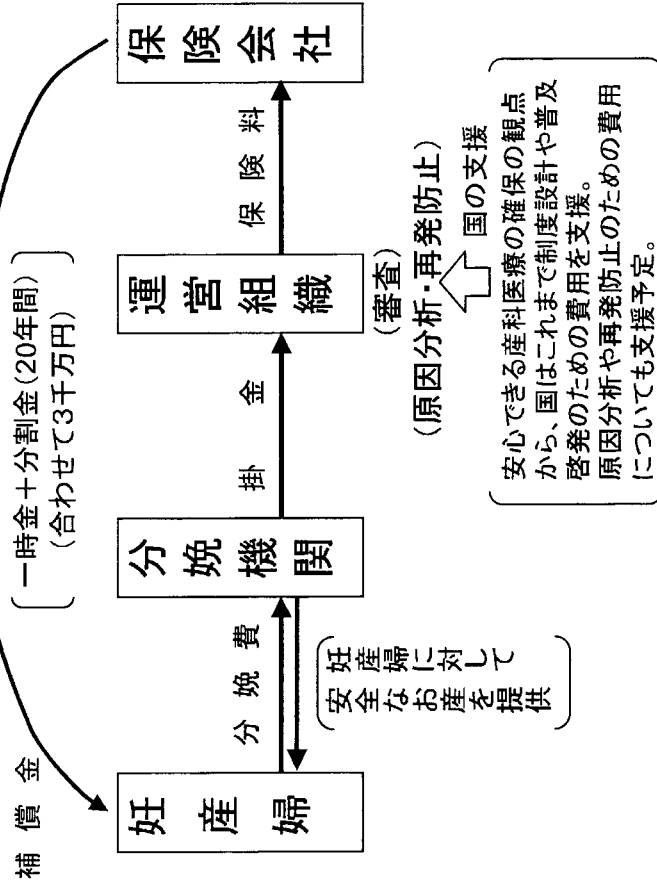 補償金
一時金＋分割金(20年間)
(合わせて3千万円)
妊産婦
分娩費
妊産婦に対して
安全なお産を提供
分娩機関
掛金
運営組織
(審査)
(原因分析・再発防止)
保険料
保険会社
国の支援
安心できる産科医療の確保の観点
から、国はこれまで制度設計や普及
啓発のための費用を支援。
原因分析や再発防止のための費用
についても支援予定。